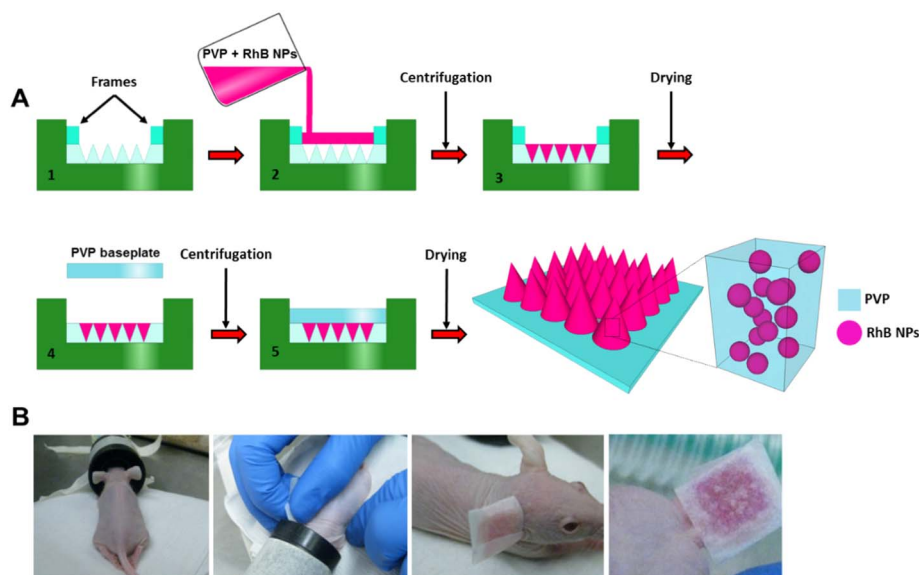 A
Frames
PVP + RhB NPs
Centrifugation
Drying
1
2
3
PVP baseplate
Centrifugation
Drying
4
5
PVP
RhB NPs
B